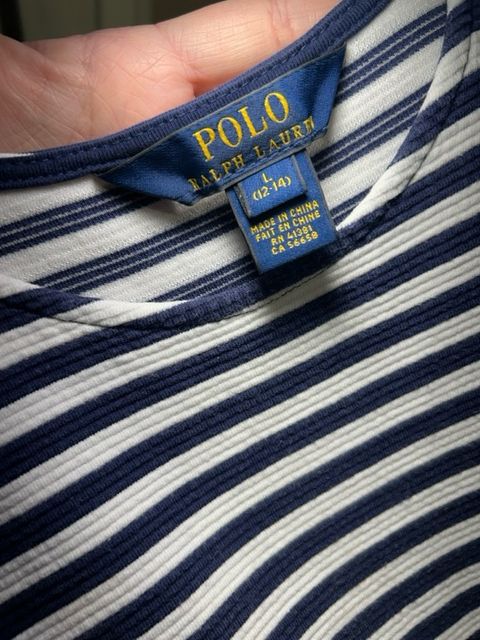 POLO
RALPH LAUREN
L
(12-14)
MADE IN CHINA
FAIT EN CHINE
RN 41381
CA 56658